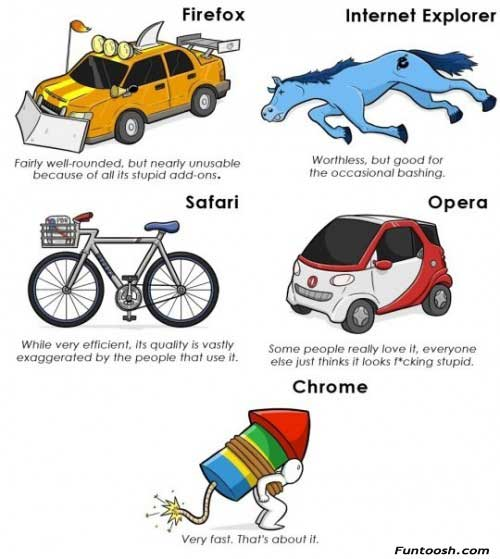 Firefox
Internet Explorer
Fairly well-rounded, but nearly unusable
because of all its stupid add-ons.
Worthless, but good for
the occasional bashing.
Safari
Opera
While very efficient, its quality is vastly
exaggerated by the people that use it.
Some people really love it, everyone
else just thinks it looks f*cking stupid.
Chrome
Very fast. That's about it.
Funtoosh.com